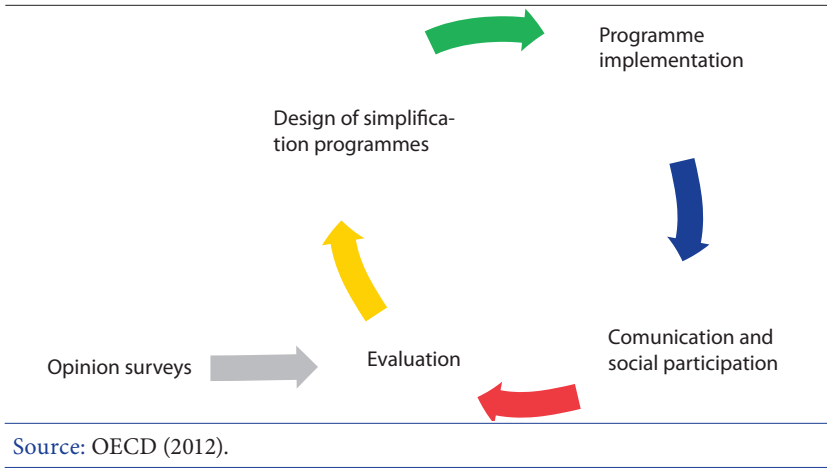 Programme
implementation
Design of simplifica-
tion programmes
Comunication and
social participation
Evaluation
Opinion surveys
Source: OECD (2012).